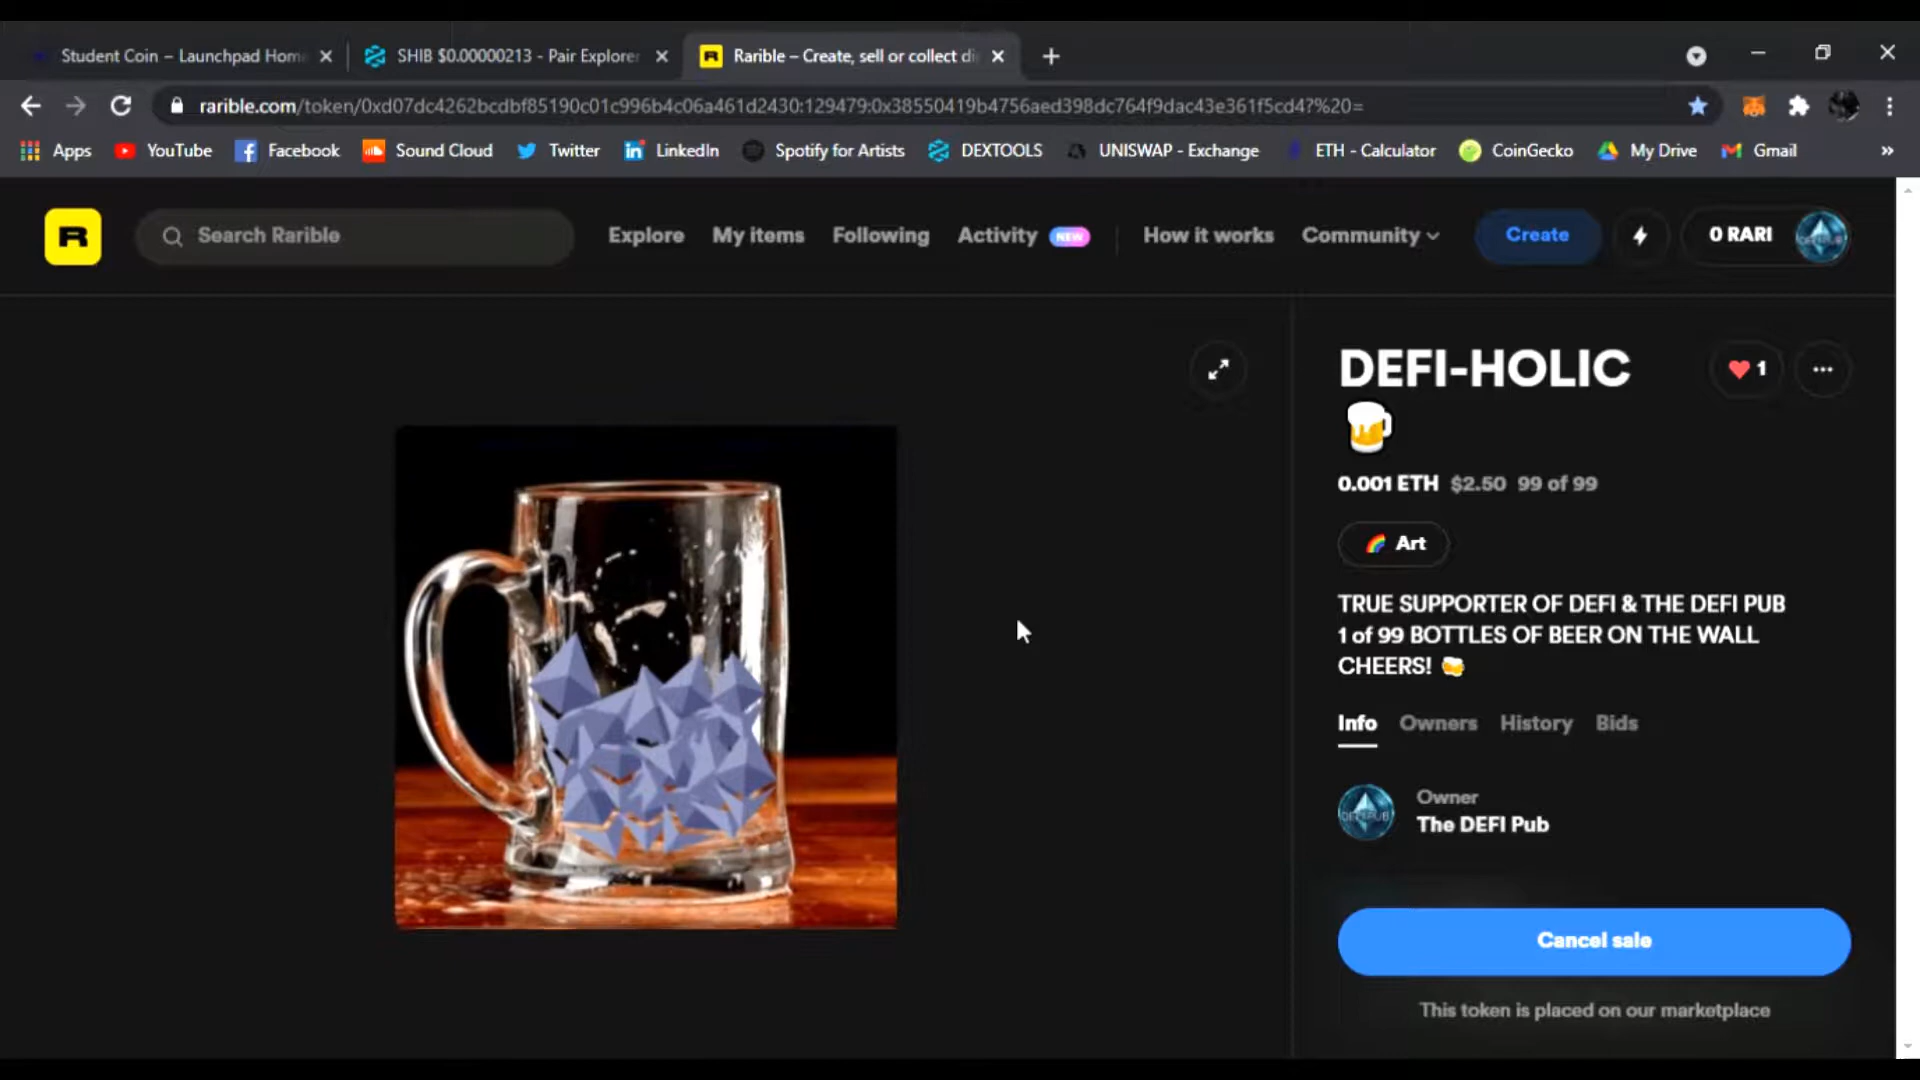 Student Coin – Launchpad Hom
SHIB $0.00000213 - Pair Explorer
Rarible – Create, sell or collect di
rarible.com/token/0xd07dc4262bcdbf85190c01c996b4c06a461d2430:129479:0x38550419b4756aed398dc764f9dac43e361f5cd4?%20=
Apps YouTube Facebook Sound Cloud Twitter LinkedIn Spotify for Artists DEXTOOLS UNISWAP - Exchange ETH - Calculator CoinGecko My Drive Gmail »
R Search Rarible Explore My items Following Activity NEW How it works Community Create 0 RARI
DEFI-HOLIC
🍺
1
0.001 ETH $2.50 99 of 99
🌈 Art
TRUE SUPPORTER OF DEFI & THE DEFI PUB
1 of 99 BOTTLES OF BEER ON THE WALL
CHEERS! 🍻
Info Owners History Bids
Owner
The DEFI Pub
Cancel sale
This token is placed on our marketplace